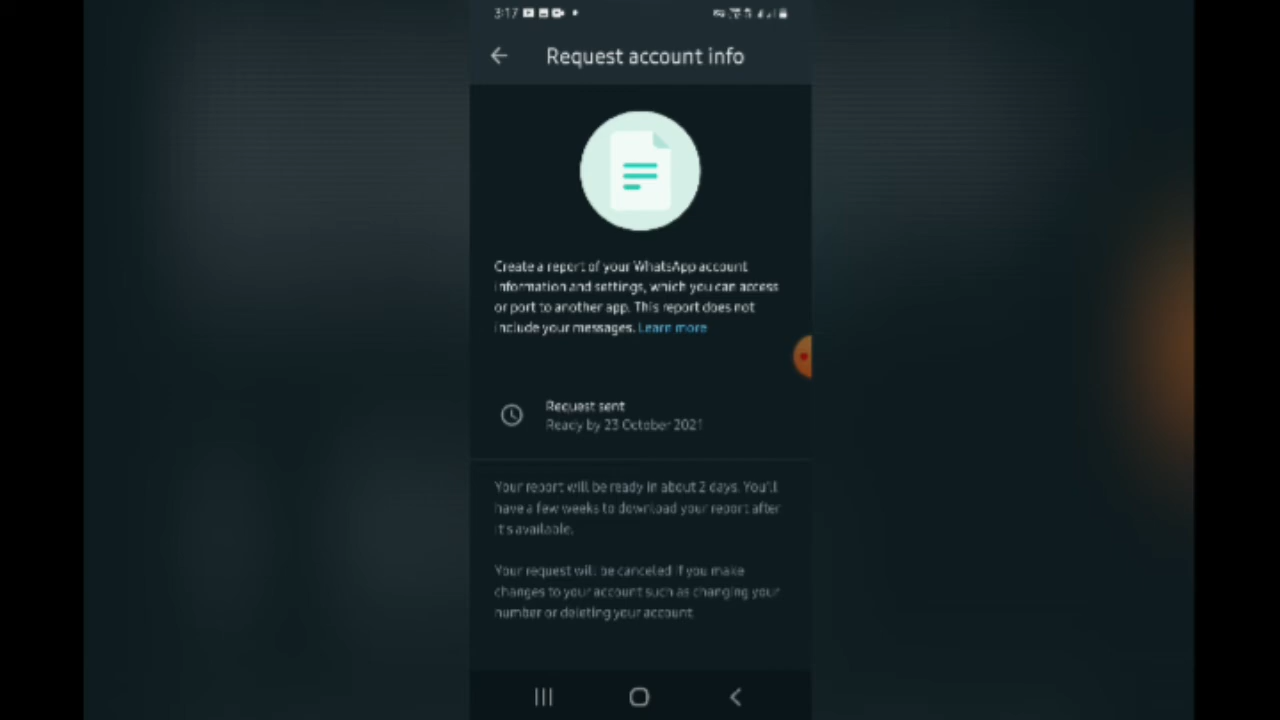 3:17
Request account info
Create a report of your WhatsApp account
information and settings, which you can access
or port to another app. This report does not
include your messages. Learn more
Request sent
Ready by 23 October 2021
Your report will be ready in about 2 days. You'll
have a few weeks to download your report after
it's available.
Your request will be canceled if you make
changes to your account such as changing your
number or deleting your account.